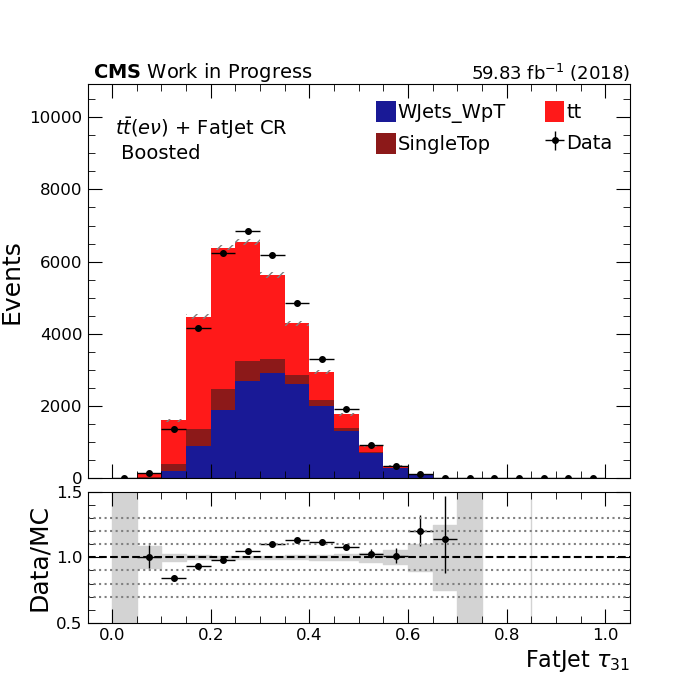 CMS Work in Progress 59.83 fb⁻¹ (2018)
10000
8000
6000
4000
2000
0
Events
tt̄(eν) + FatJet CR
Boosted
WJets_WpT tt
SingleTop Data
1.5
1.0
0.5
Data/MC
0.0 0.2 0.4 0.6 0.8 1.0
FatJet τ₃₁